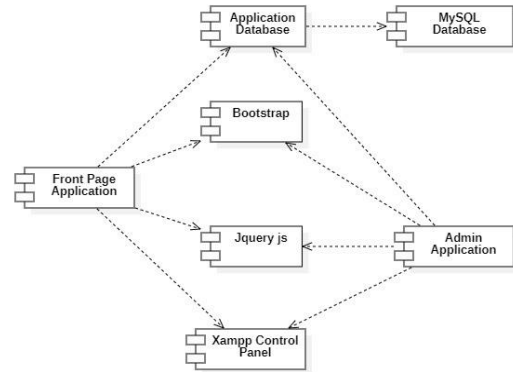 Application
Database
MySQL
Database
Bootstrap
Front Page
Application
Jquery js
Admin
Application
Xampp Control
Panel